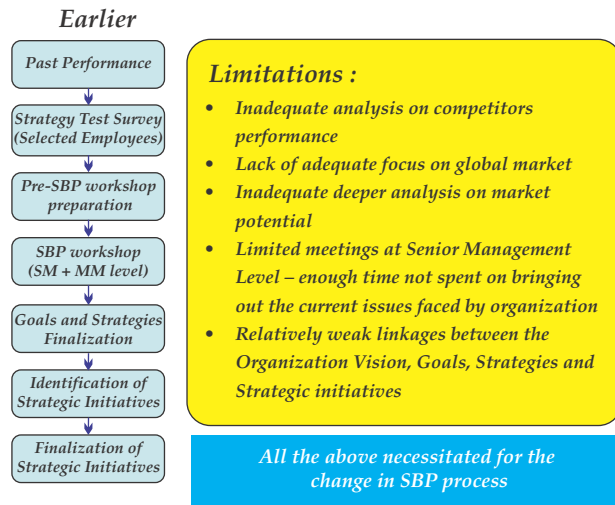 Earlier
Past Performance
Strategy Test Survey
(Selected Employees)
Pre-SBP workshop
preparation
SBP workshop
(SM + MM level)
Goals and Strategies
Finalization
Identification of
Strategic Initiatives
Finalization of
Strategic Initiatives
Limitations :
• Inadequate analysis on competitors
performance
• Lack of adequate focus on global market
• Inadequate deeper analysis on market
potential
• Limited meetings at Senior Management
Level – enough time not spent on bringing
out the current issues faced by organization
• Relatively weak linkages between the
Organization Vision, Goals, Strategies and
Strategic initiatives
All the above necessitated for the
change in SBP process